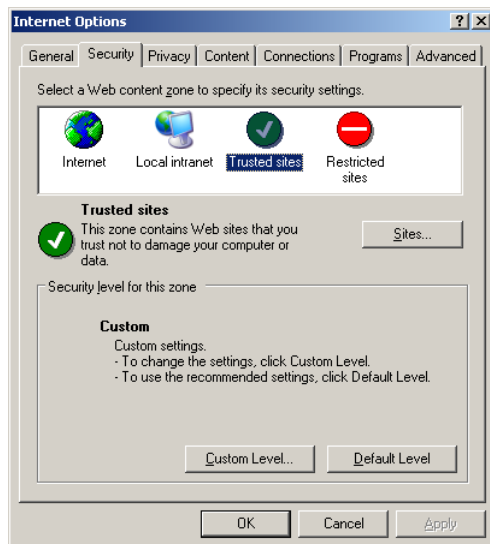 Internet Options
General Security Privacy Content Connections Programs Advanced
Select a Web content zone to specify its security settings.
Internet Local intranet Trusted sites Restricted
sites
Trusted sites
This zone contains Web sites that you
trust not to damage your computer or
data.
Sites...
Security level for this zone
Custom
Custom settings.
- To change the settings, click Custom Level.
- To use the recommended settings, click Default Level.
Custom Level... Default Level
OK Cancel Apply